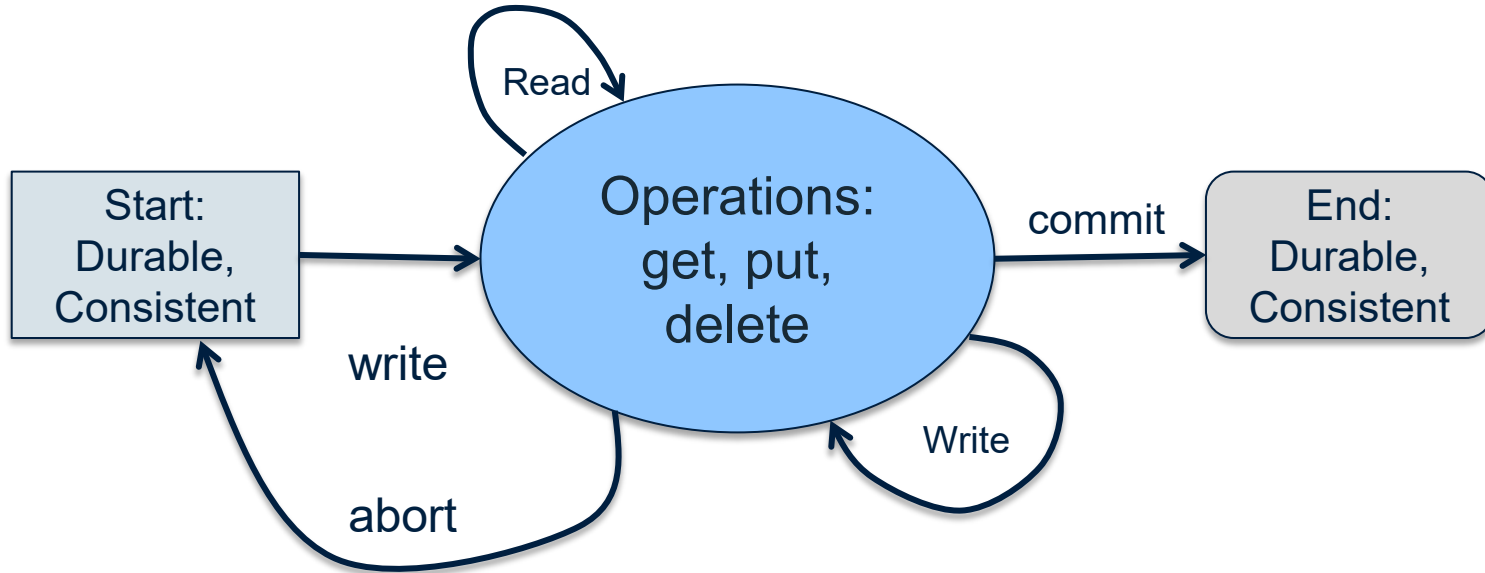 Read
Start:
Durable,
Consistent
Operations:
get, put,
delete
commit
End:
Durable,
Consistent
write
Write
abort